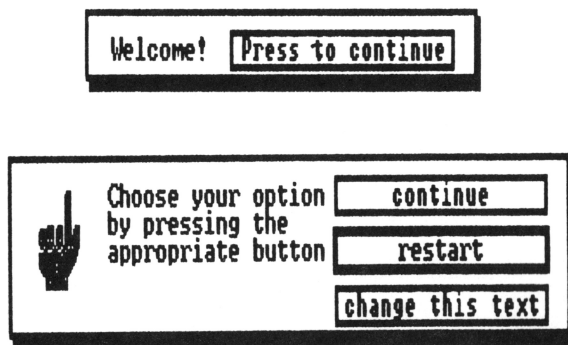 Welcome! Press to continue
Choose your option continue
by pressing the
appropriate button restart
change this text